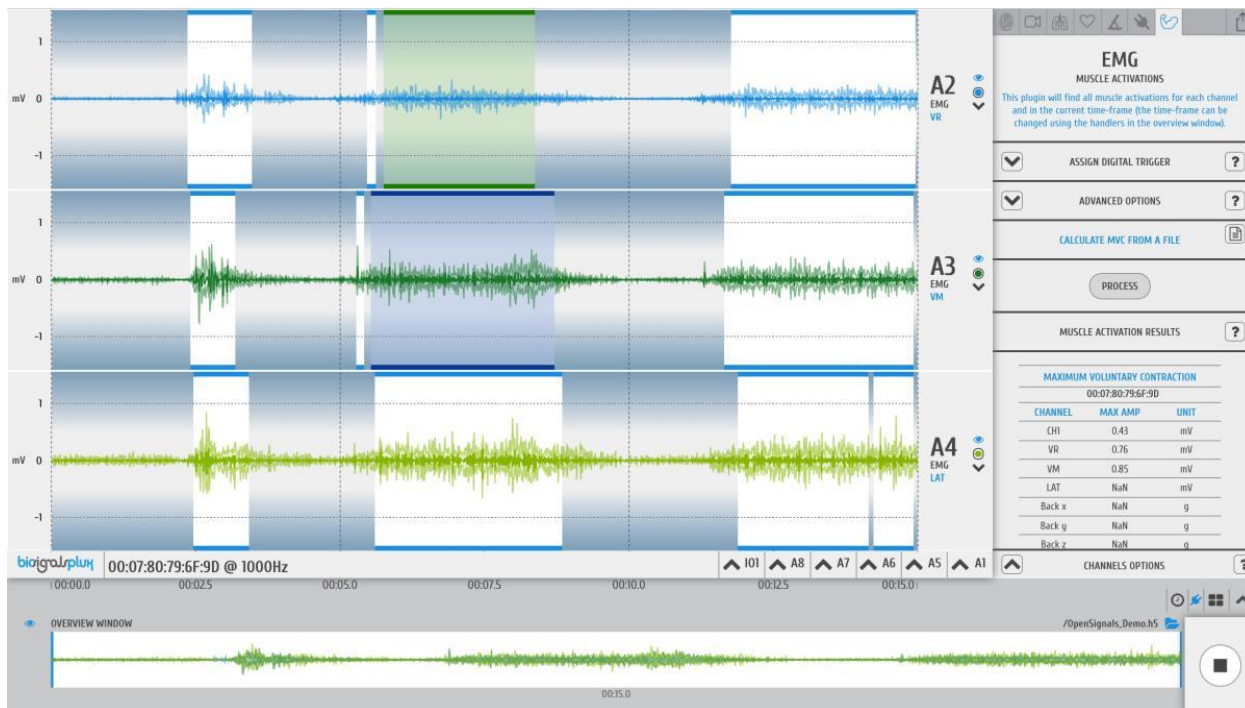 EMG
MUSCLE ACTIVATIONS
This plugin will find all muscle activations for each channel
and in the current time-frame (the time-frame can be
changed using the handlers in the overview window).
ASSIGN DIGITAL TRIGGER ?
ADVANCED OPTIONS ?
CALCULATE MVC FROM A FILE
PROCESS
MUSCLE ACTIVATION RESULTS ?
MAXIMUM VOLUNTARY CONTRACTION
00:07:80:79:6F:9D
CHANNEL MAX AMP UNIT
CH1 0.43 mV
VR 0.76 mV
VM 0.85 mV
LAT NaN mV
Back x NaN g
Back y NaN g
Back z NaN g
CHANNELS OPTIONS ?
1
mV 0
-1
A2
EMG
VR
1
mV 0
-1
A3
EMG
VM
1
mV 0
-1
A4
EMG
LAT
biosignalsplux 00:07:80:79:6F:9D @ 1000Hz IO1 A8 A7 A6 A5 A1
00:00.0 00:02.5 00:05.0 00:07.5 00:10.0 00:12.5 00:15.0
OVERVIEW WINDOW /OpenSignals_Demo.h5
00:15.0